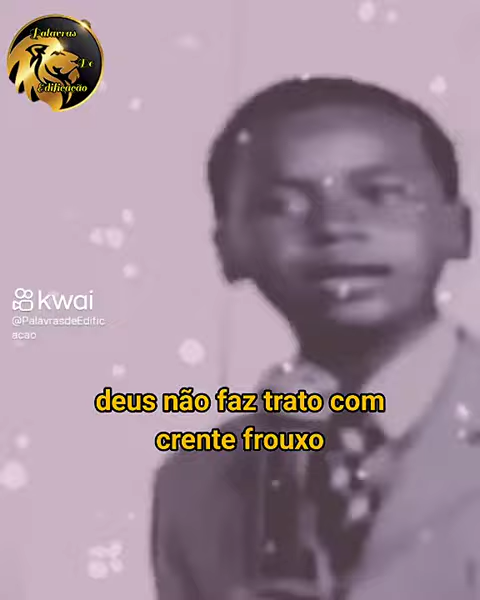 Palavras
De
Edificação
kwai
@PalavrasdeEdific
acao
deus não faz trato com
crente frouxo